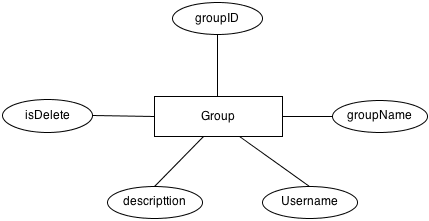 groupID
isDelete
Group
groupName
descripttion
Username